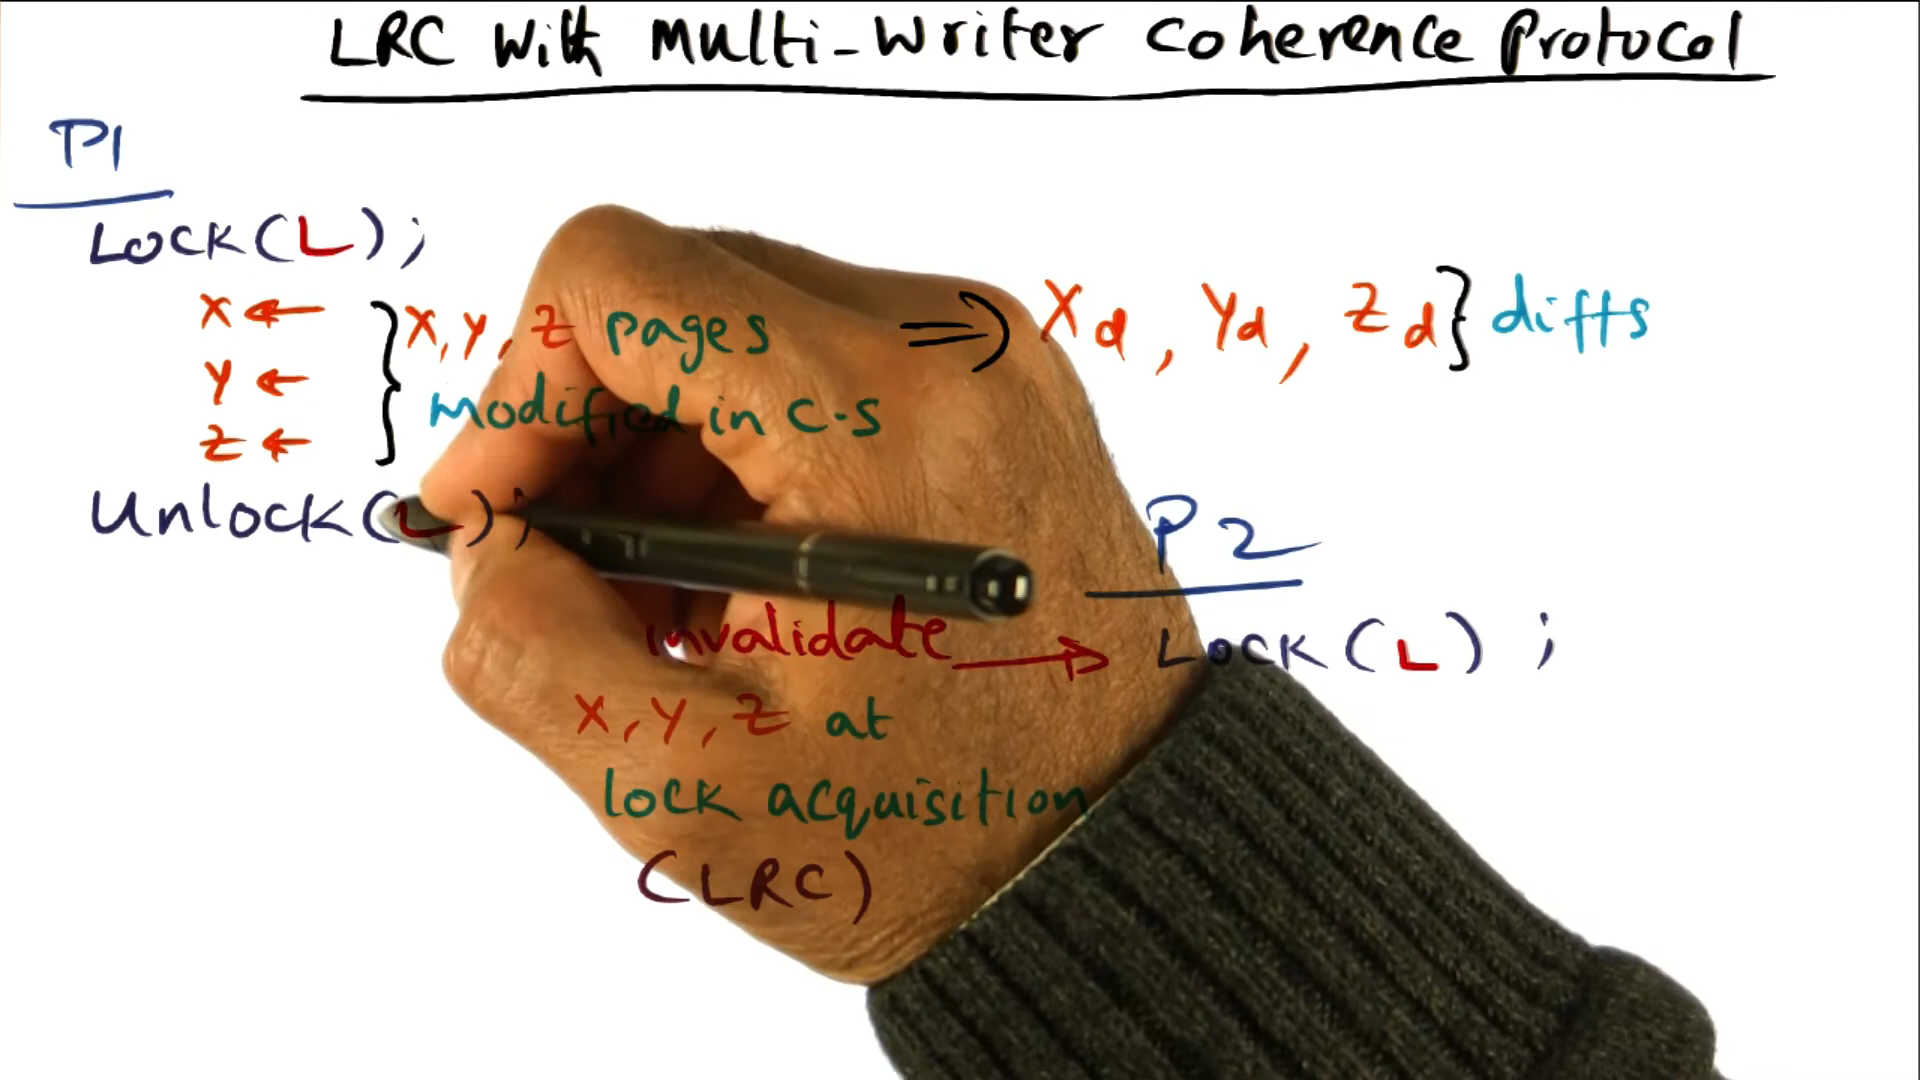 LRC with Multi-Writer Coherence Protocol
P1
Lock(L);
X ←
Y ←
Z ←
} X, Y, Z pages modified in C.S
⇒ Xd, Yd, Zd } diffs
Unlock(L);
P2
invalidate → Lock(L);
X, Y, Z at
lock acquisition
(LRC)